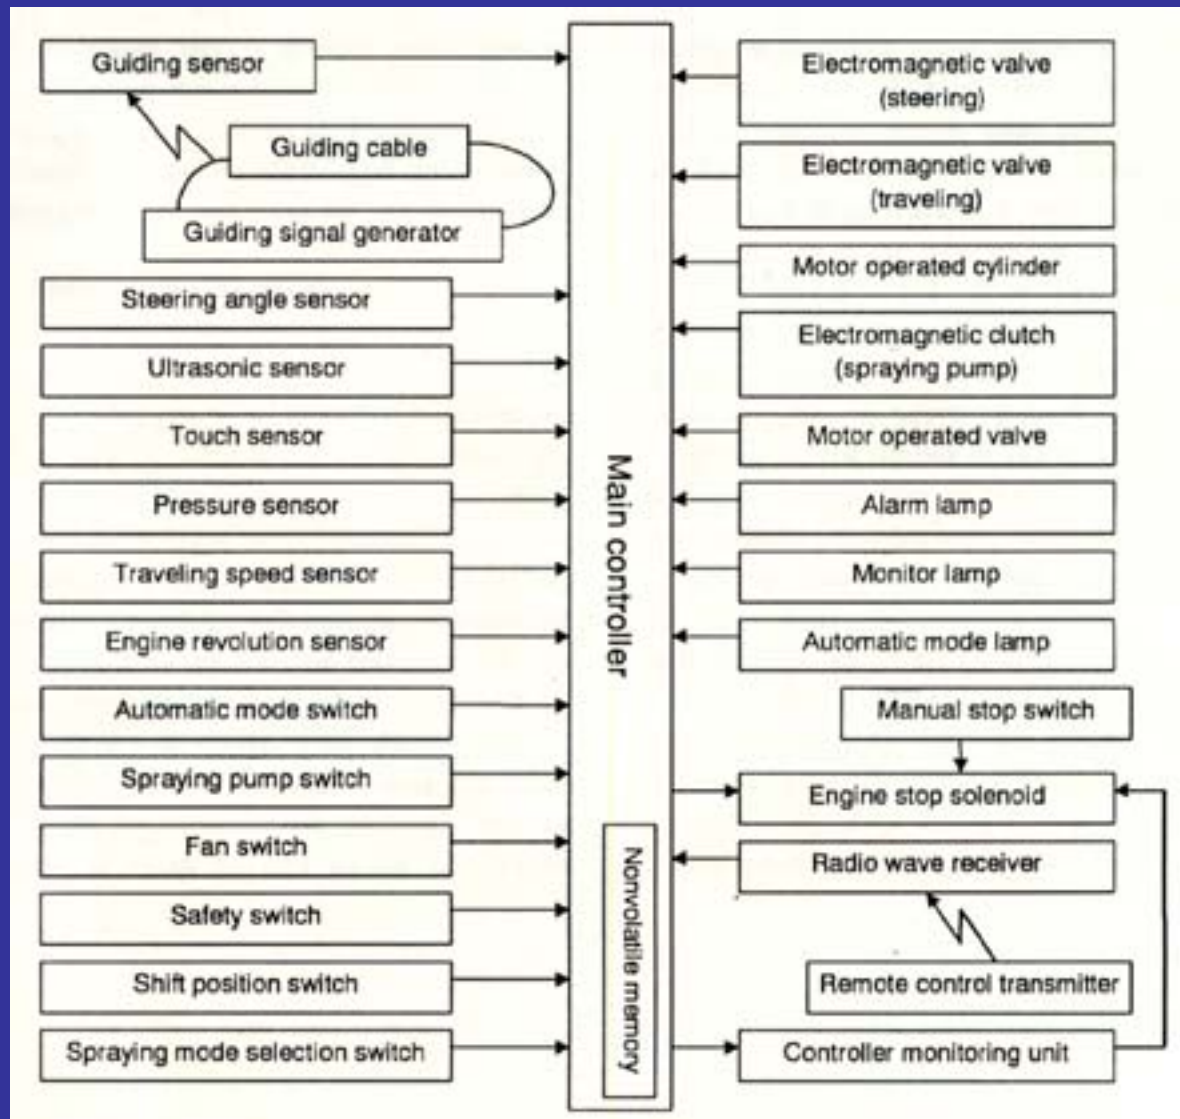 Guiding sensor
Guiding cable
Guiding signal generator
Steering angle sensor
Ultrasonic sensor
Touch sensor
Pressure sensor
Traveling speed sensor
Engine revolution sensor
Automatic mode switch
Spraying pump switch
Fan switch
Safety switch
Shift position switch
Spraying mode selection switch
Main controller
Nonvolatile memory
Electromagnetic valve
(steering)
Electromagnetic valve
(traveling)
Motor operated cylinder
Electromagnetic clutch
(spraying pump)
Motor operated valve
Alarm lamp
Monitor lamp
Automatic mode lamp
Manual stop switch
Engine stop solenoid
Radio wave receiver
Remote control transmitter
Controller monitoring unit